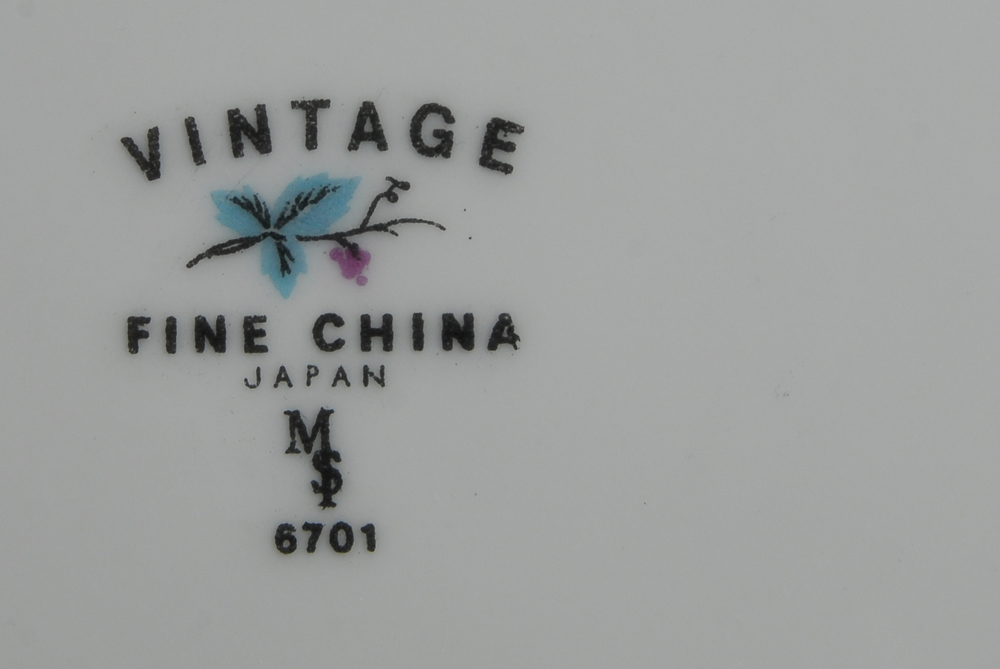 VINTAGE
FINE CHINA
JAPAN
M
S
6701